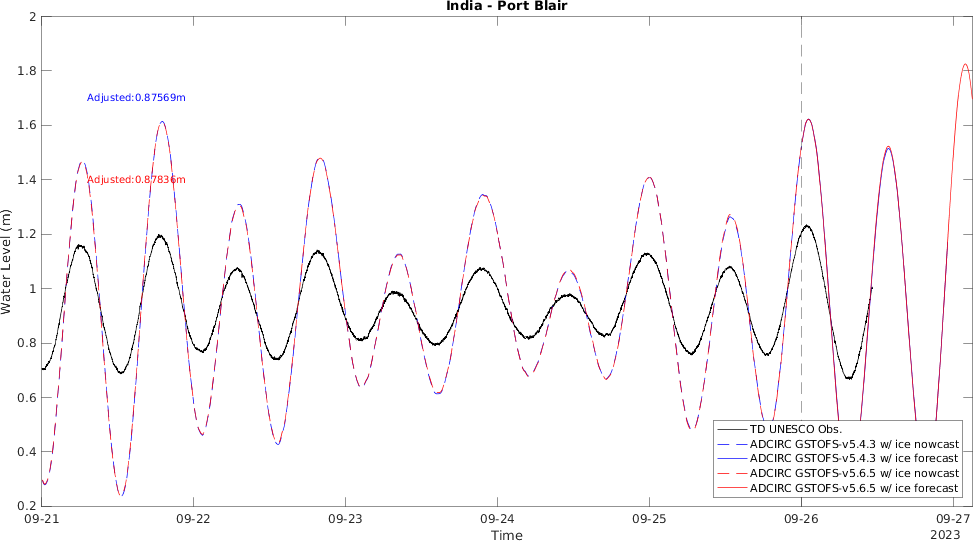 India - Port Blair
2
1.8
1.6
1.4
1.2
1
0.8
0.6
0.4
0.2
Water Level (m)
Adjusted:0.87569m
Adjusted:0.87836m
TD UNESCO Obs.
ADCIRC GSTOFS-v5.4.3 w/ ice nowcast
ADCIRC GSTOFS-v5.4.3 w/ ice forecast
ADCIRC GSTOFS-v5.6.5 w/ ice nowcast
ADCIRC GSTOFS-v5.6.5 w/ ice forecast
09-21 09-22 09-23 09-24 09-25 09-26 09-27
Time
2023